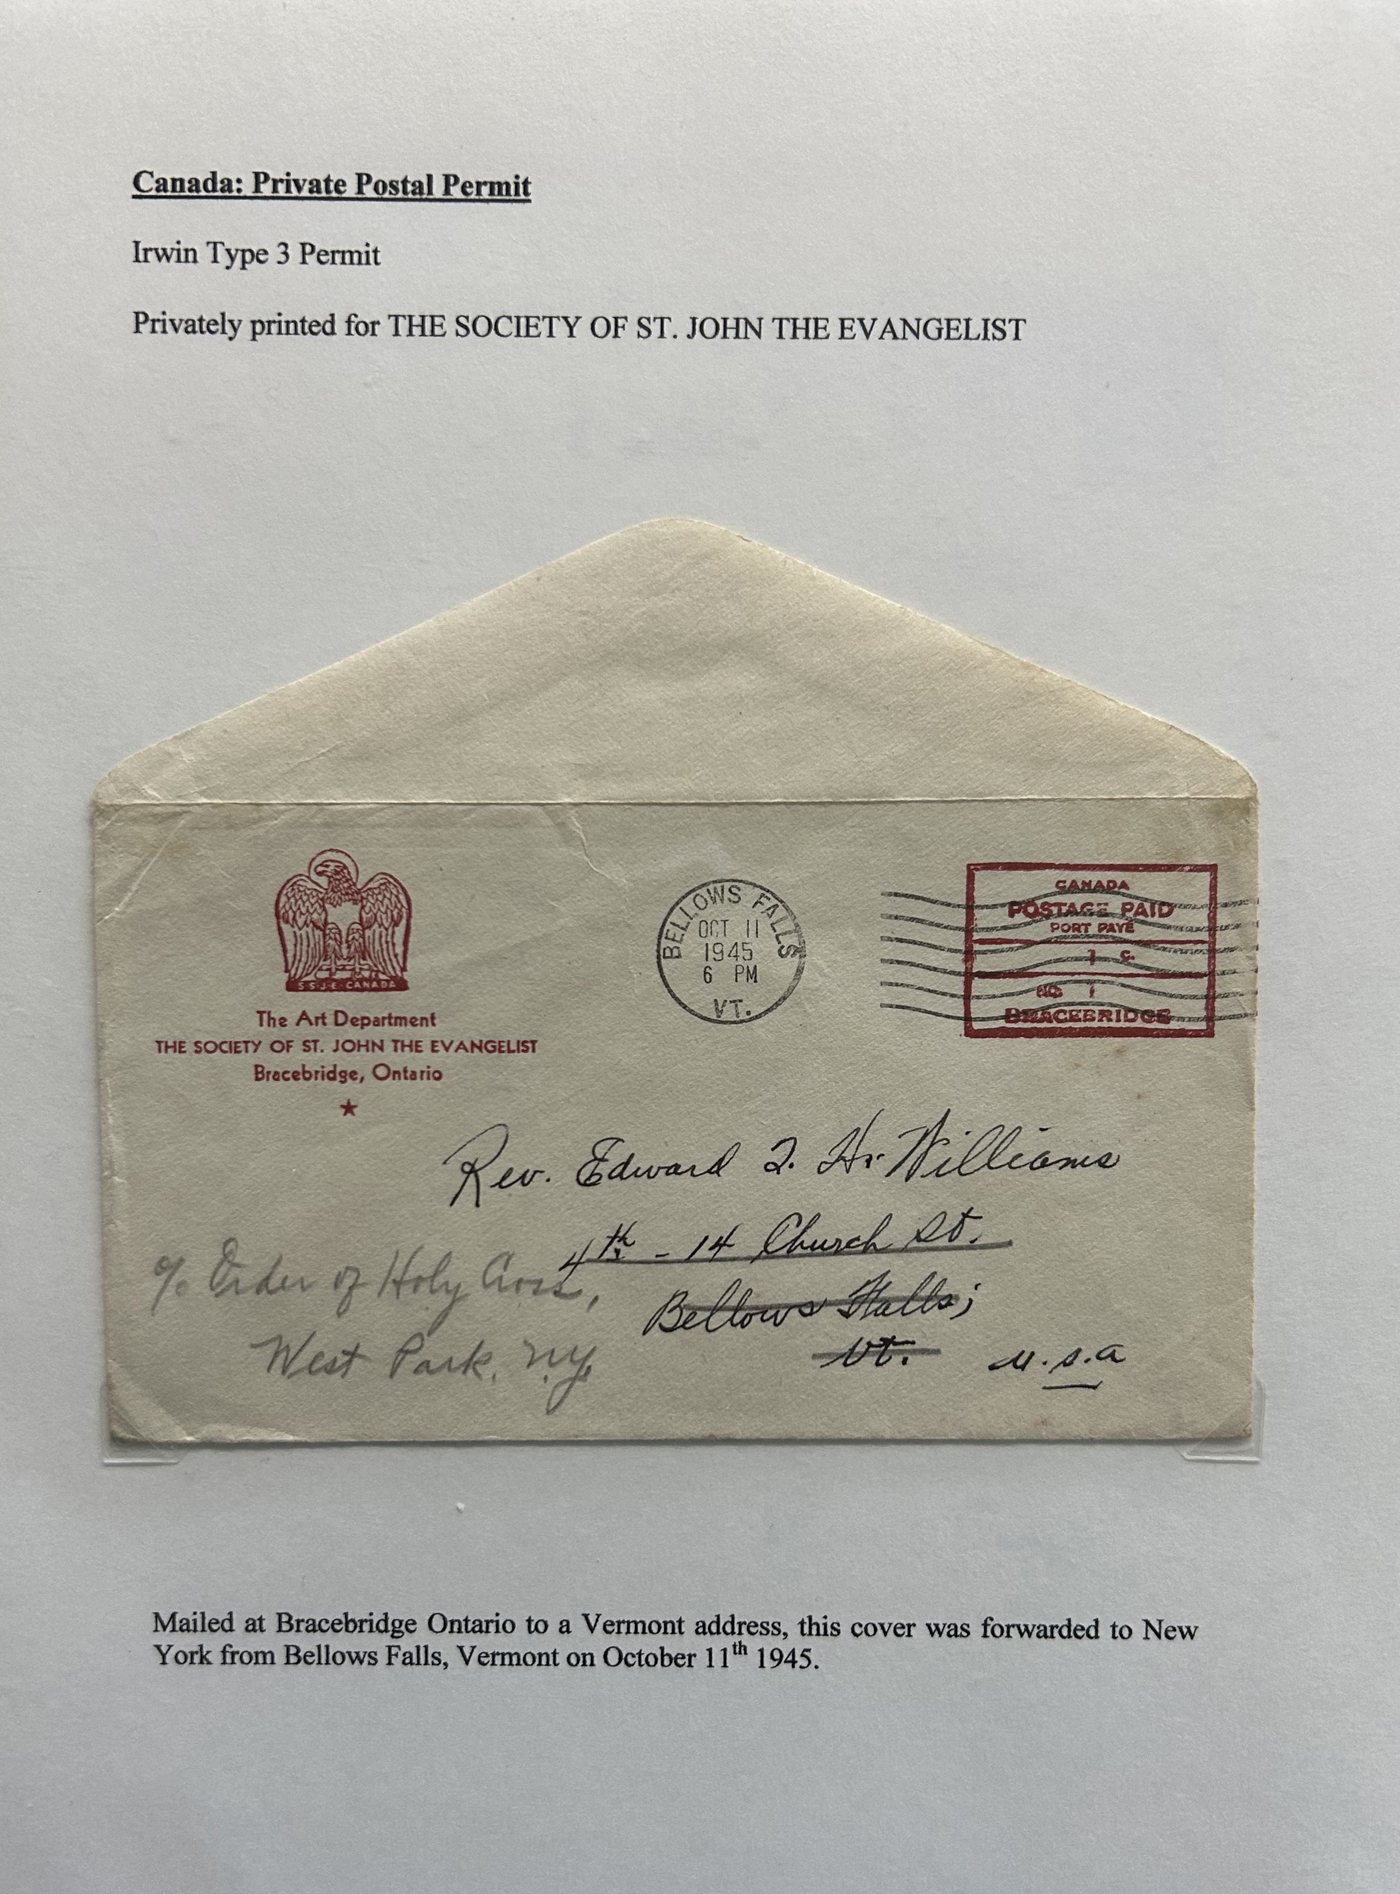 Canada: Private Postal Permit
Irwin Type 3 Permit
Privately printed for THE SOCIETY OF ST. JOHN THE EVANGELIST
S·S·J·E·CANADA
The Art Department
THE SOCIETY OF ST. JOHN THE EVANGELIST
Bracebridge, Ontario
BELLOWS FALLS
OCT 11
1945
6 PM
VT.
CANADA
POSTAGE PAID
PORT PAYÉ
1 c.
NO. 1
BRACEBRIDGE
Rev. Edward Q. H. Williams
4th - 14 Church St.
Bellows Falls;
Vt. U.S.A
c/o Order of Holy Cross,
West Park, N.Y.
Mailed at Bracebridge Ontario to a Vermont address, this cover was forwarded to New
York from Bellows Falls, Vermont on October 11th 1945.